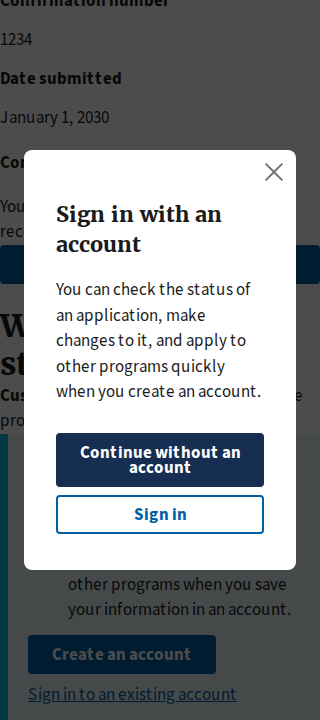 Confirmation number
1234
Date submitted
January 1, 2030
You
rec
Sign in with an
account
You can check the status of
an application, make
changes to it, and apply to
other programs quickly
when you create an account.
Continue without an
account
Sign in
other programs when you save
your information in an account.
Create an account
Sign in to an existing account